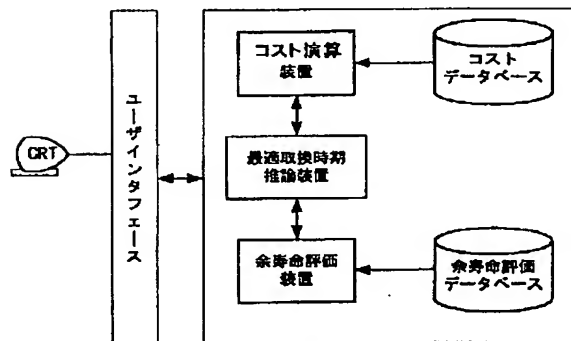 CRT
ユーザインタフェース
コスト演算
装置
コスト
データベース
最適取換時期
推論装置
余寿命評価
装置
余寿命評価
データベース